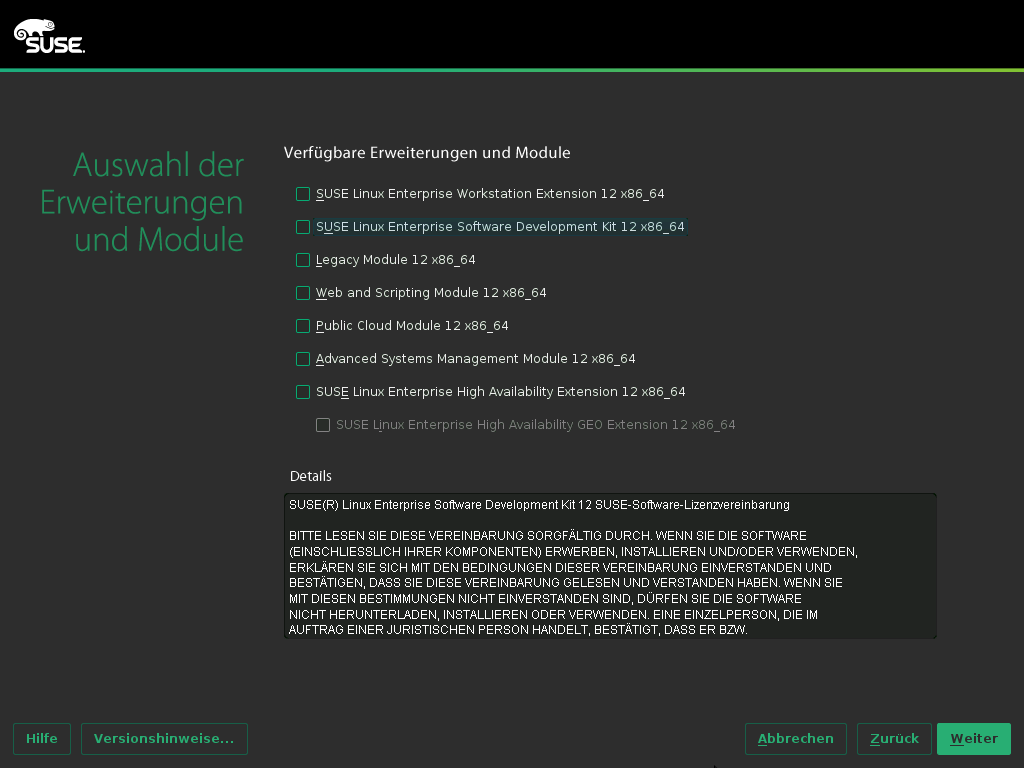 SUSE.
Auswahl der
Erweiterungen
und Module
Verfügbare Erweiterungen und Module
SUSE Linux Enterprise Workstation Extension 12 x86_64
SUSE Linux Enterprise Software Development Kit 12 x86_64
Legacy Module 12 x86_64
Web and Scripting Module 12 x86_64
Public Cloud Module 12 x86_64
Advanced Systems Management Module 12 x86_64
SUSE Linux Enterprise High Availability Extension 12 x86_64
SUSE Linux Enterprise High Availability GEO Extension 12 x86_64
Details
SUSE(R) Linux Enterprise Software Development Kit 12 SUSE-Software-Lizenzvereinbarung
BITTE LESEN SIE DIESE VEREINBARUNG SORGFÄLTIG DURCH. WENN SIE DIE SOFTWARE
(EINSCHLIESSLICH IHRER KOMPONENTEN) ERWERBEN, INSTALLIEREN UND/ODER VERWENDEN,
ERKLÄREN SIE SICH MIT DEN BEDINGUNGEN DIESER VEREINBARUNG EINVERSTANDEN UND
BESTÄTIGEN, DASS SIE DIESE VEREINBARUNG GELESEN UND VERSTANDEN HABEN. WENN SIE
MIT DIESEN BESTIMMUNGEN NICHT EINVERSTANDEN SIND, DÜRFEN SIE DIE SOFTWARE
NICHT HERUNTERLADEN, INSTALLIEREN ODER VERWENDEN. EINE EINZELPERSON, DIE IM
AUFTRAG EINER JURISTISCHEN PERSON HANDELT, BESTÄTIGT, DASS ER BZW.
Hilfe
Versionshinweise...
Abbrechen
Zurück
Weiter